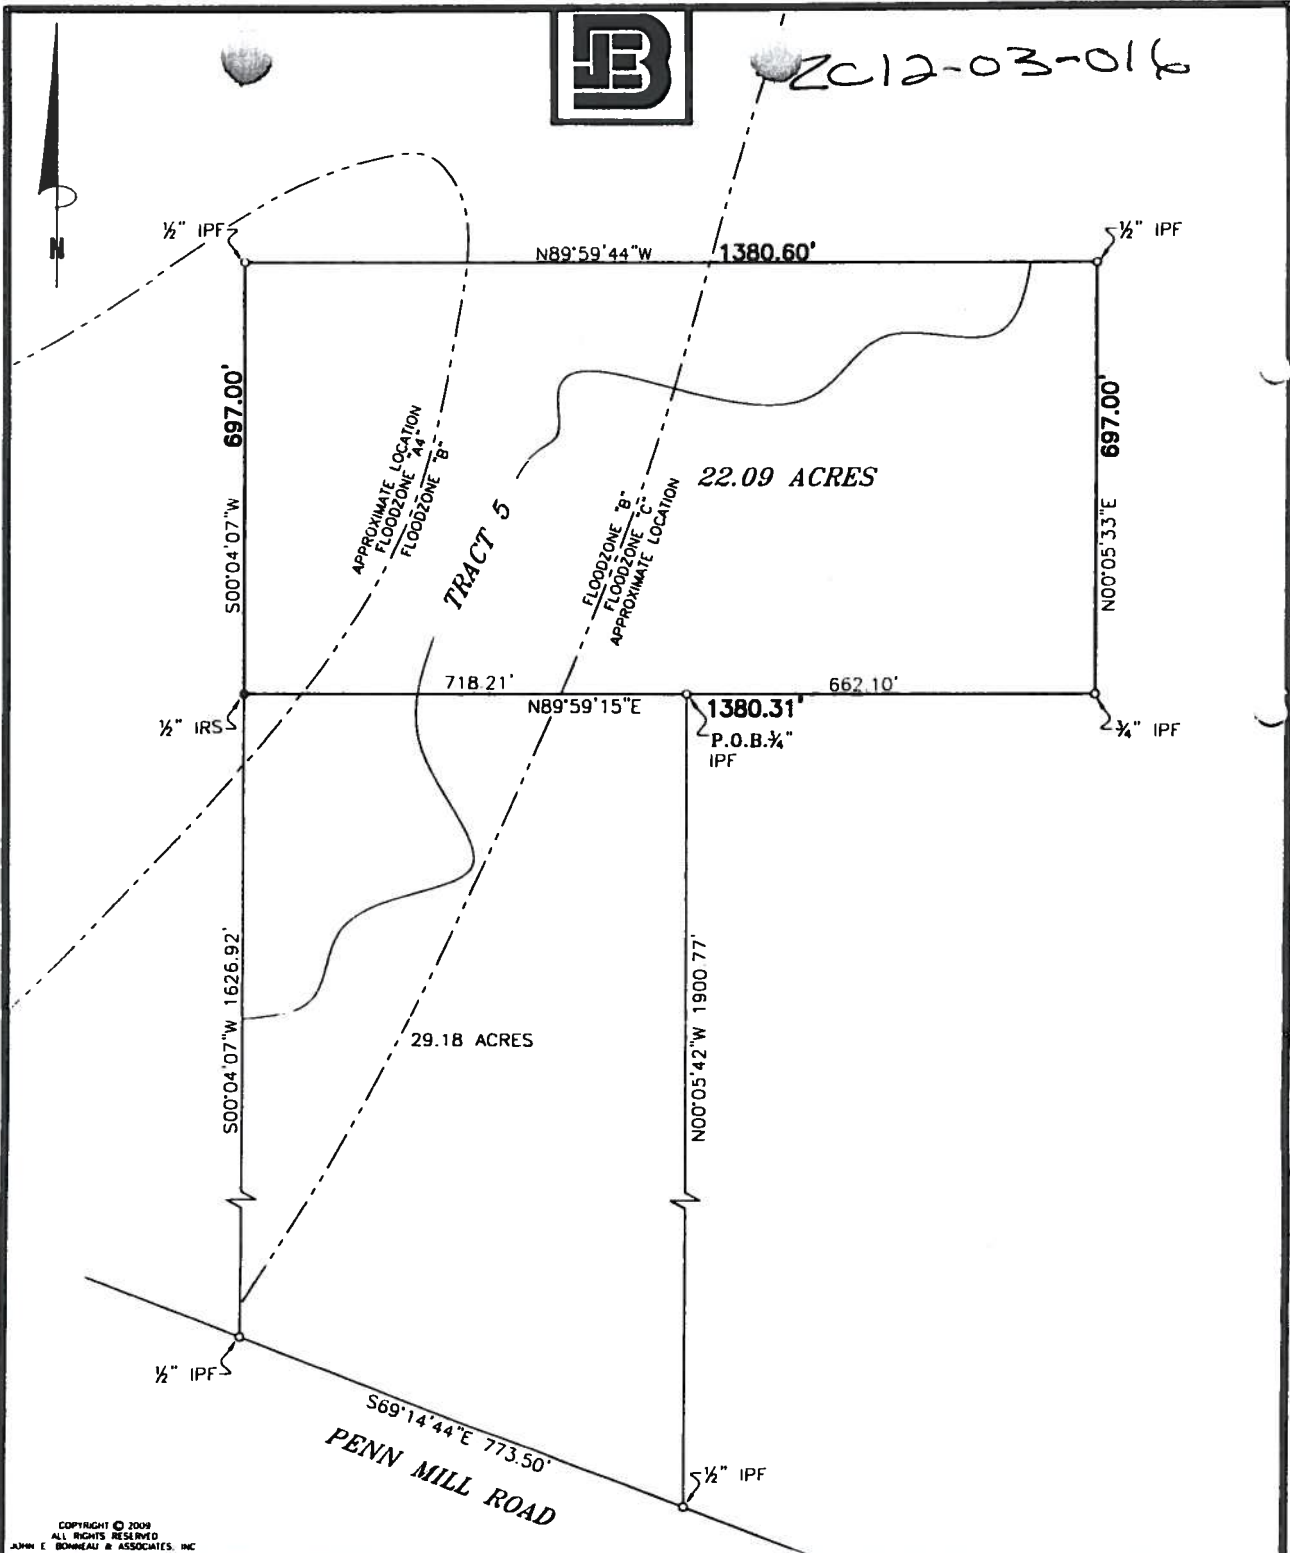 ZC12-03-016
JEB
N
½" IPF
N89°59'44"W 1380.60'
½" IPF
697.00'
S00°04'07"W
APPROXIMATE LOCATION
FLOODZONE "A4"
FLOODZONE "B"
TRACT 5
FLOODZONE "B"
FLOODZONE "C"
APPROXIMATE LOCATION
22.09 ACRES
697.00'
N00°05'33"E
718.21'
662.10'
N89°59'15"E
1380.31'
½" IRS
P.O.B.¾"
IPF
¾" IPF
S00°04'07"W 1626.92'
29.18 ACRES
N00°05'42"W 1900.77'
½" IPF
S69°14'44"E 773.50'
PENN MILL ROAD
½" IPF
COPYRIGHT © 2009
ALL RIGHTS RESERVED
JOHN E. BONNEAU & ASSOCIATES, INC